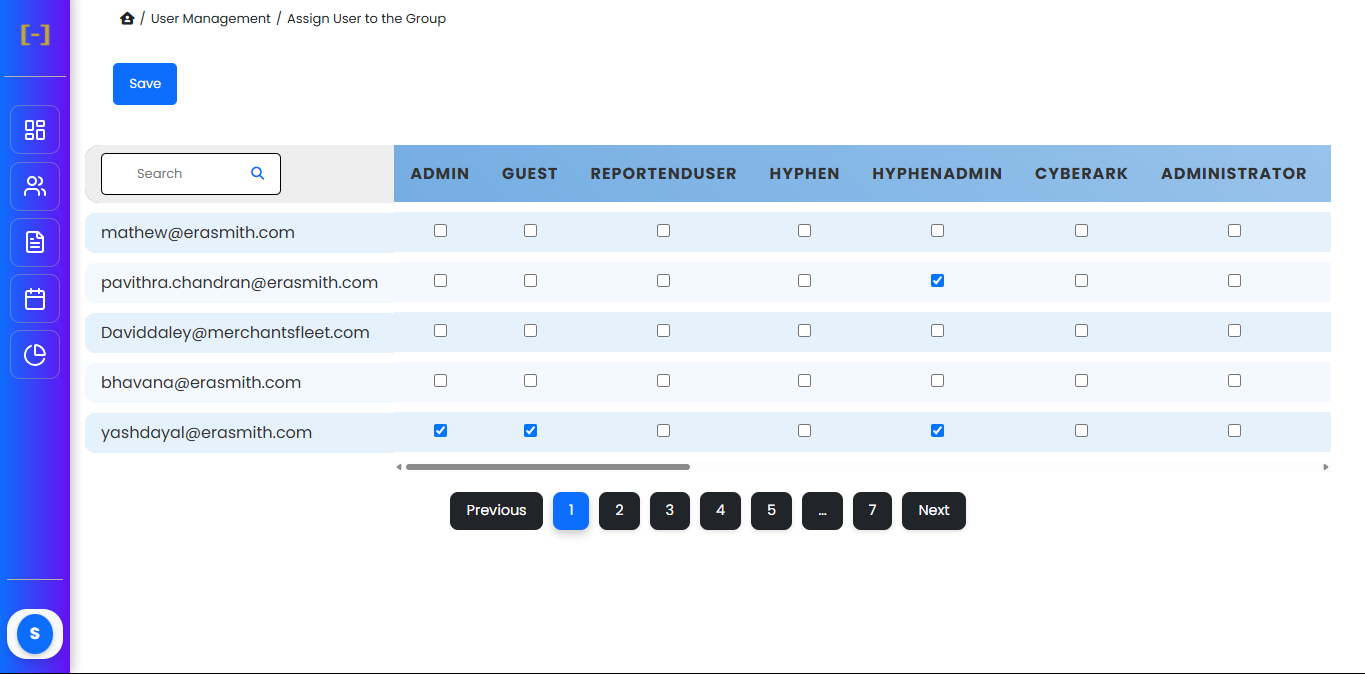 / User Management / Assign User to the Group
[-]
Save
Search
ADMIN GUEST REPORTENDUSER HYPHEN HYPHENADMIN CYBERARK ADMINISTRATOR
mathew@erasmith.com
pavithra.chandran@erasmith.com
Daviddaley@merchantsfleet.com
bhavana@erasmith.com
yashdayal@erasmith.com
Previous 1 2 3 4 5 ... 7 Next
S